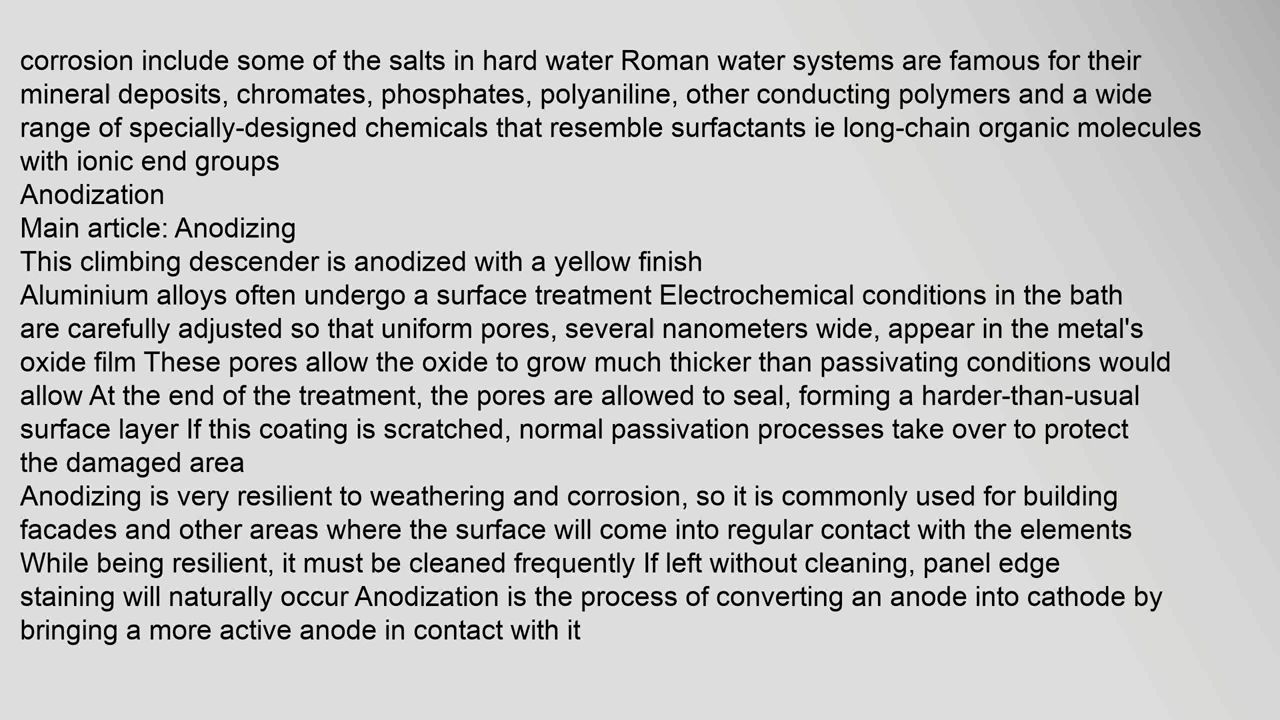 corrosion include some of the salts in hard water Roman water systems are famous for their
mineral deposits, chromates, phosphates, polyaniline, other conducting polymers and a wide
range of specially-designed chemicals that resemble surfactants ie long-chain organic molecules
with ionic end groups
Anodization
Main article: Anodizing
This climbing descender is anodized with a yellow finish
Aluminium alloys often undergo a surface treatment Electrochemical conditions in the bath
are carefully adjusted so that uniform pores, several nanometers wide, appear in the metal's
oxide film These pores allow the oxide to grow much thicker than passivating conditions would
allow At the end of the treatment, the pores are allowed to seal, forming a harder-than-usual
surface layer If this coating is scratched, normal passivation processes take over to protect
the damaged area
Anodizing is very resilient to weathering and corrosion, so it is commonly used for building
facades and other areas where the surface will come into regular contact with the elements
While being resilient, it must be cleaned frequently If left without cleaning, panel edge
staining will naturally occur Anodization is the process of converting an anode into cathode by
bringing a more active anode in contact with it